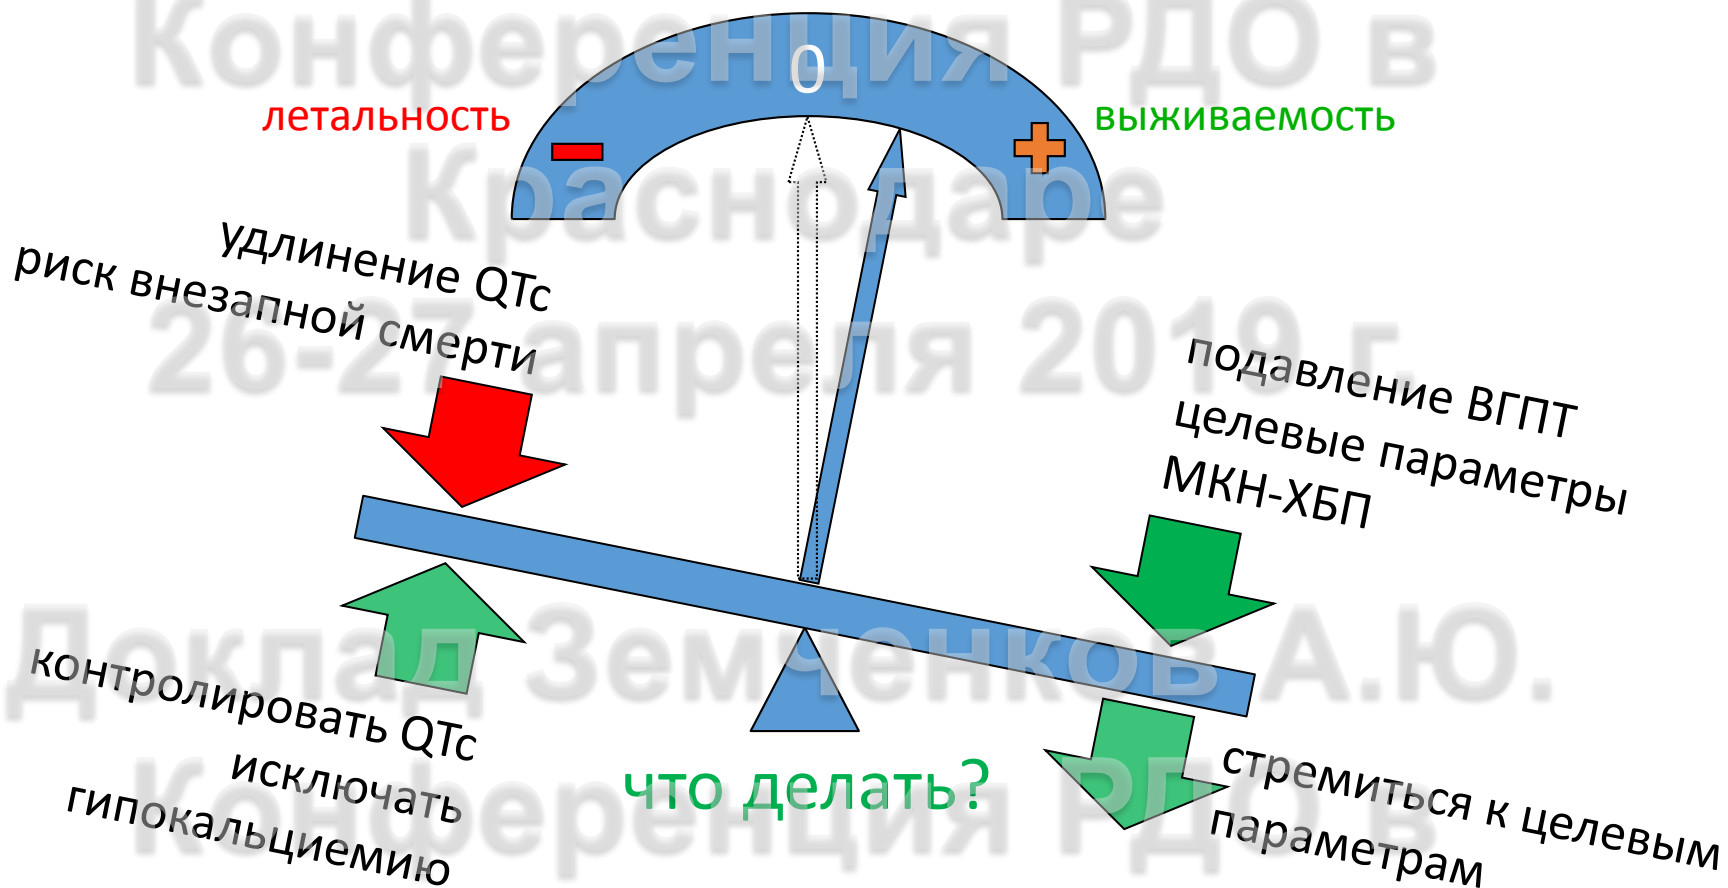 Конференция РДО в
0
летальность
выживаемость
Краснодаре
удлинение QTc
риск внезапной смерти
26-27 апреля 2019 г.
подавление ВГПТ
целевые параметры
МКН-ХБП
Доклад Земченков А.Ю.
контролировать QTc
исключать
гипокальциемию
что делать?
стремиться к целевым
параметрам
Конференция РДО в